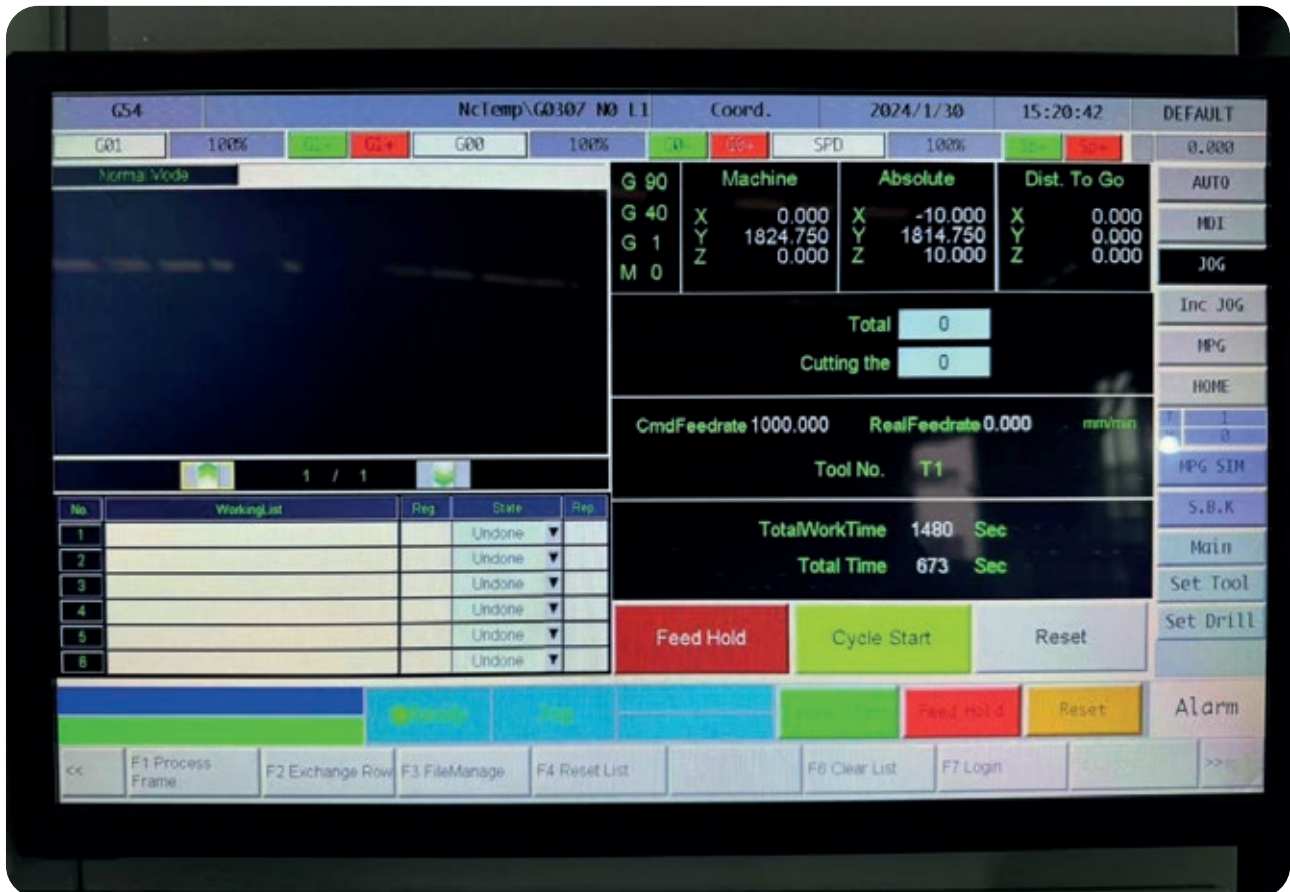 G54 NcTemp\G0307 N0 L1 Coord. 2024/1/30 15:20:42 DEFAULT
G01 100% G1- G1+ G00 100% G0- G0+ SPD 100% Sp- Sp+ 0.000
Normal Mode
G 90
G 40
G 1
M 0
Machine
X 0.000
Y 1824.750
Z 0.000
Absolute
X -10.000
Y 1814.750
Z 10.000
Dist. To Go
X 0.000
Y 0.000
Z 0.000
Total 0
Cutting the 0
CmdFeedrate 1000.000 RealFeedrate 0.000 mm/min
Tool No. T1
TotalWorkTime 1480 Sec
Total Time 673 Sec
Feed Hold Cycle Start Reset
1 / 1
No. WorkingList Reg. State Rep.
1 Undone
2 Undone
3 Undone
4 Undone
5 Undone
6 Undone
AUTO
MDI
JOG
Inc JOG
MPG
HOME
T 1
0
MPG SIM
S.B.K
Main
Set Tool
Set Drill
Ready Jog Feed Hold Reset Alarm
<< F1 Process Frame F2 Exchange Row F3 FileManage F4 Reset List F6 Clear List F7 Login >>